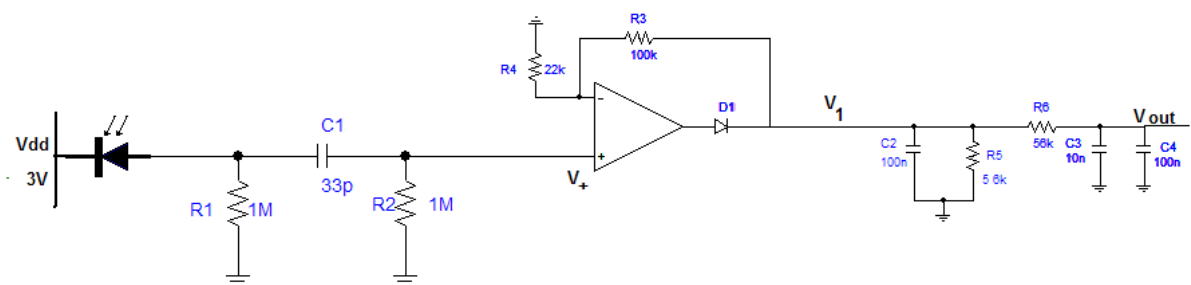 Vdd
3V
R1
1M
C1
33p
R2
1M
V+
R4
22k
R3
100k
-
+
D1
V1
C2
100n
R5
5.6k
R6
56k
C3
10n
Vout
C4
100n